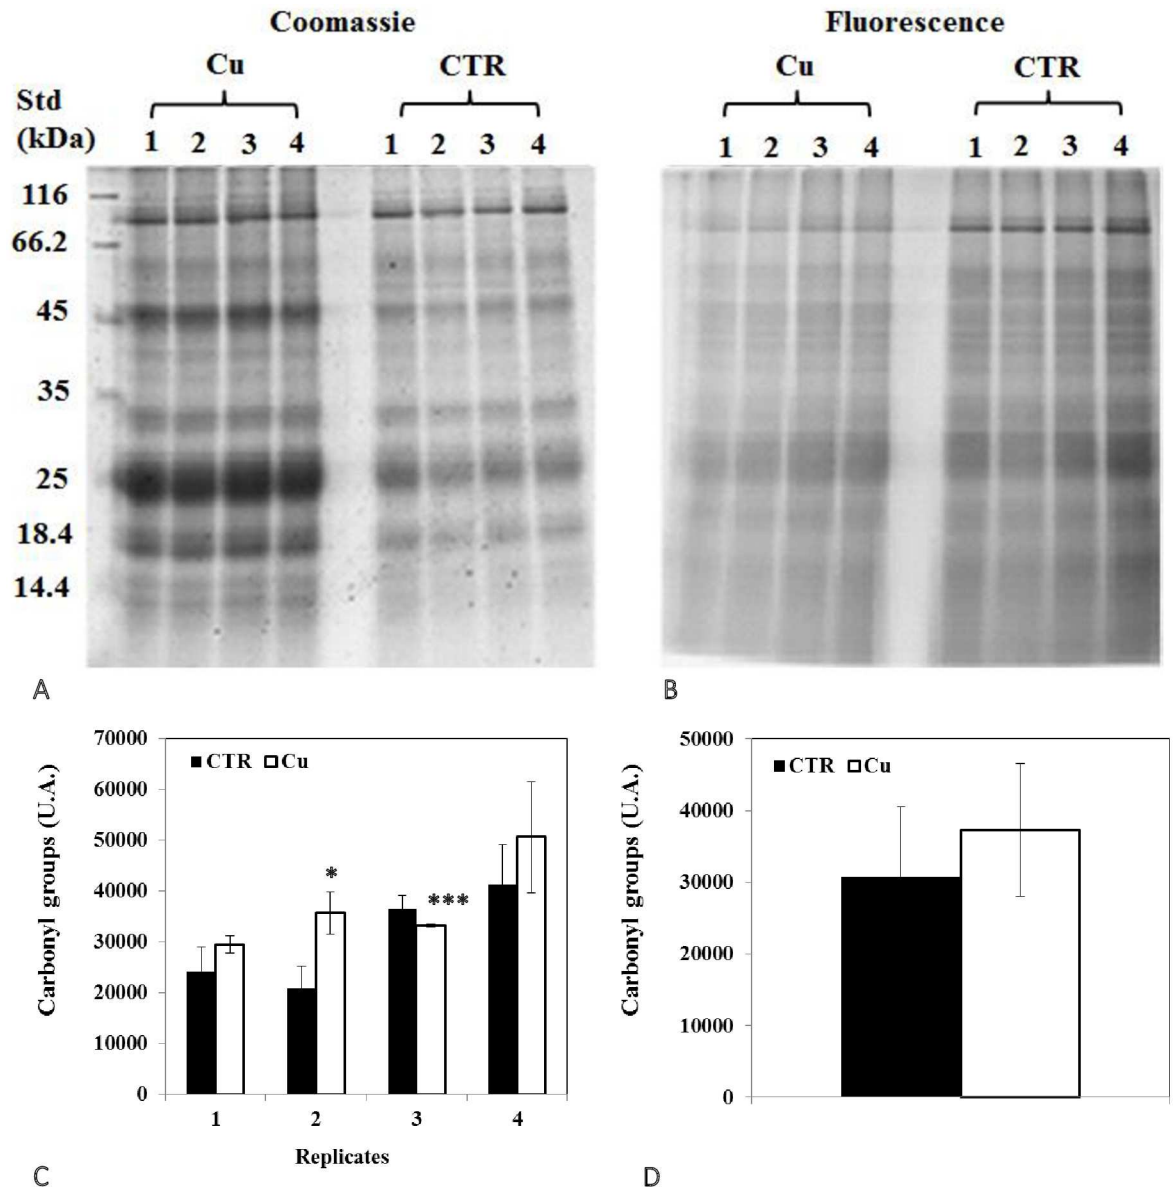 Coomassie
Fluorescence
Cu CTR
Cu CTR
Std
(kDa)
1 2 3 4 1 2 3 4
1 2 3 4 1 2 3 4
116
66.2
45
35
25
18.4
14.4
A
B
70000
60000
50000
40000
30000
20000
10000
0
Carbonyl groups (U.A.)
CTR Cu
*
***
1 2 3 4
Replicates
C
50000
40000
30000
20000
10000
0
Carbonyl groups (U.A.)
CTR Cu
D